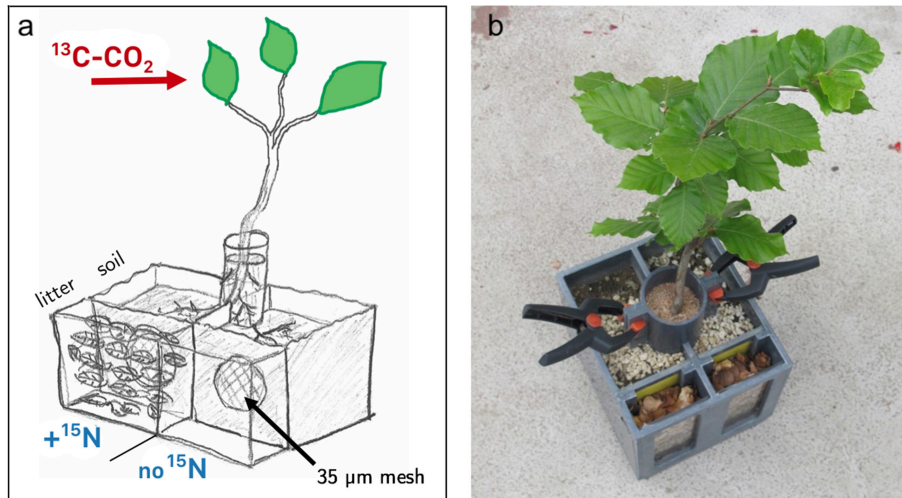 a
¹³C-CO₂
litter soil
+¹⁵N
no ¹⁵N
35 µm mesh
b